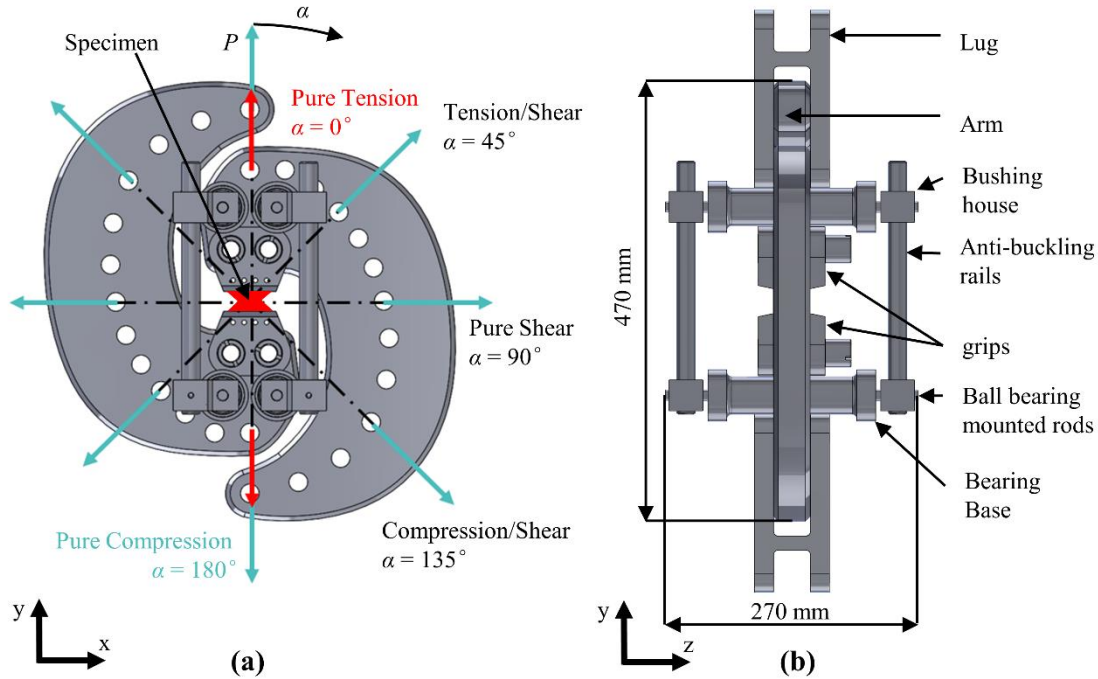 α
Specimen
P
Pure Tension
α = 0°
Tension/Shear
α = 45°
Pure Shear
α = 90°
Compression/Shear
α = 135°
Pure Compression
α = 180°
y
x
(a)
Lug
Arm
Bushing
house
Anti-buckling
rails
470 mm
grips
Ball bearing
mounted rods
Bearing
Base
270 mm
y
z
(b)